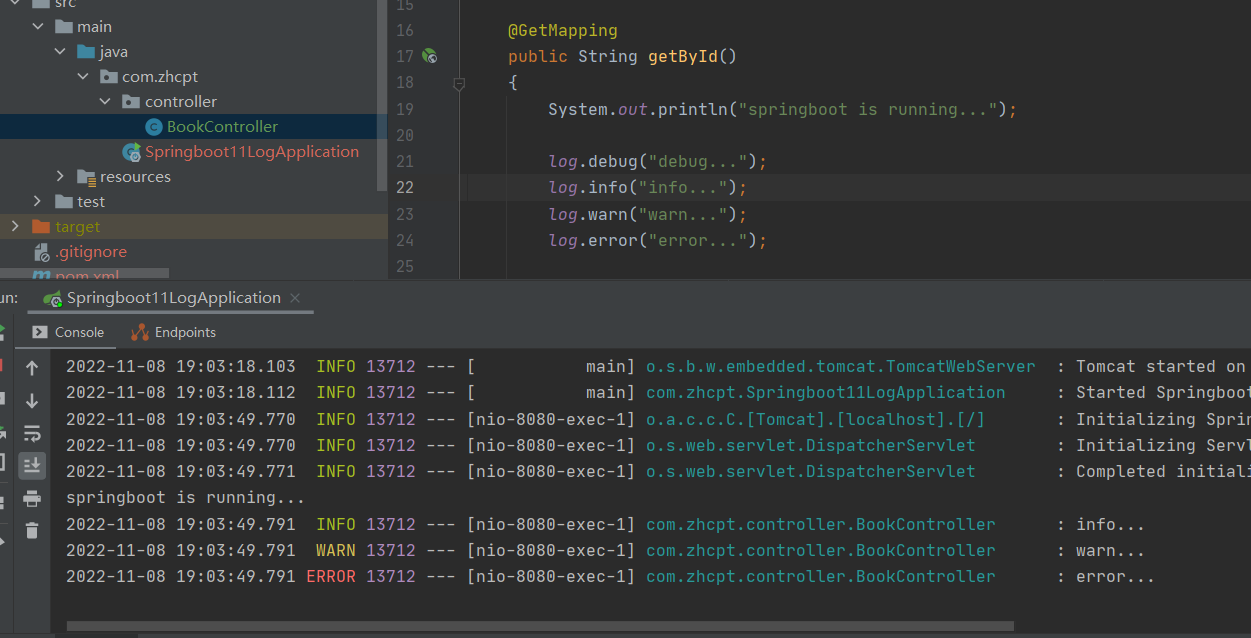 src
main
java
com.zhcpt
controller
BookController
Springboot11LogApplication
resources
test
target
.gitignore
pom.xml
15
16 @GetMapping
17 public String getById()
18 {
19 System.out.println("springboot is running...");
20
21 log.debug("debug...");
22 log.info("info...");
23 log.warn("warn...");
24 log.error("error...");
25
un: Springboot11LogApplication ×
Console Endpoints
2022-11-08 19:03:18.103 INFO 13712 --- [ main] o.s.b.w.embedded.tomcat.TomcatWebServer : Tomcat started on
2022-11-08 19:03:18.112 INFO 13712 --- [ main] com.zhcpt.Springboot11LogApplication : Started Springboot
2022-11-08 19:03:49.770 INFO 13712 --- [nio-8080-exec-1] o.a.c.c.C.[Tomcat].[localhost].[/] : Initializing Sprin
2022-11-08 19:03:49.770 INFO 13712 --- [nio-8080-exec-1] o.s.web.servlet.DispatcherServlet : Initializing Servl
2022-11-08 19:03:49.771 INFO 13712 --- [nio-8080-exec-1] o.s.web.servlet.DispatcherServlet : Completed initiali
springboot is running...
2022-11-08 19:03:49.791 INFO 13712 --- [nio-8080-exec-1] com.zhcpt.controller.BookController : info...
2022-11-08 19:03:49.791 WARN 13712 --- [nio-8080-exec-1] com.zhcpt.controller.BookController : warn...
2022-11-08 19:03:49.791 ERROR 13712 --- [nio-8080-exec-1] com.zhcpt.controller.BookController : error...